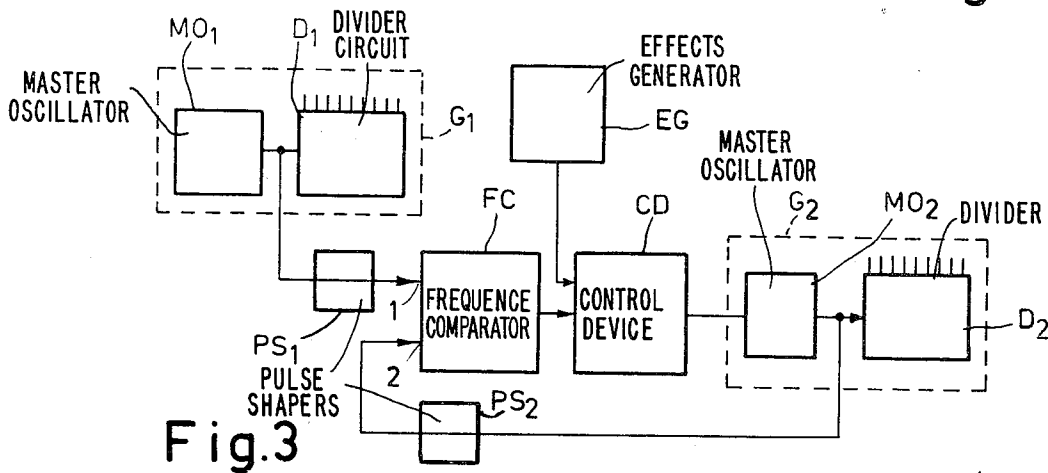 MO₁
D₁
DIVIDER
CIRCUIT
MASTER
OSCILLATOR
G₁
EFFECTS
GENERATOR
EG
MASTER
OSCILLATOR
G₂
MO₂
DIVIDER
FC
CD
1
FREQUENCE
COMPARATOR
CONTROL
DEVICE
D₂
PS₁
2
PULSE
SHAPERS
PS₂
Fig.3